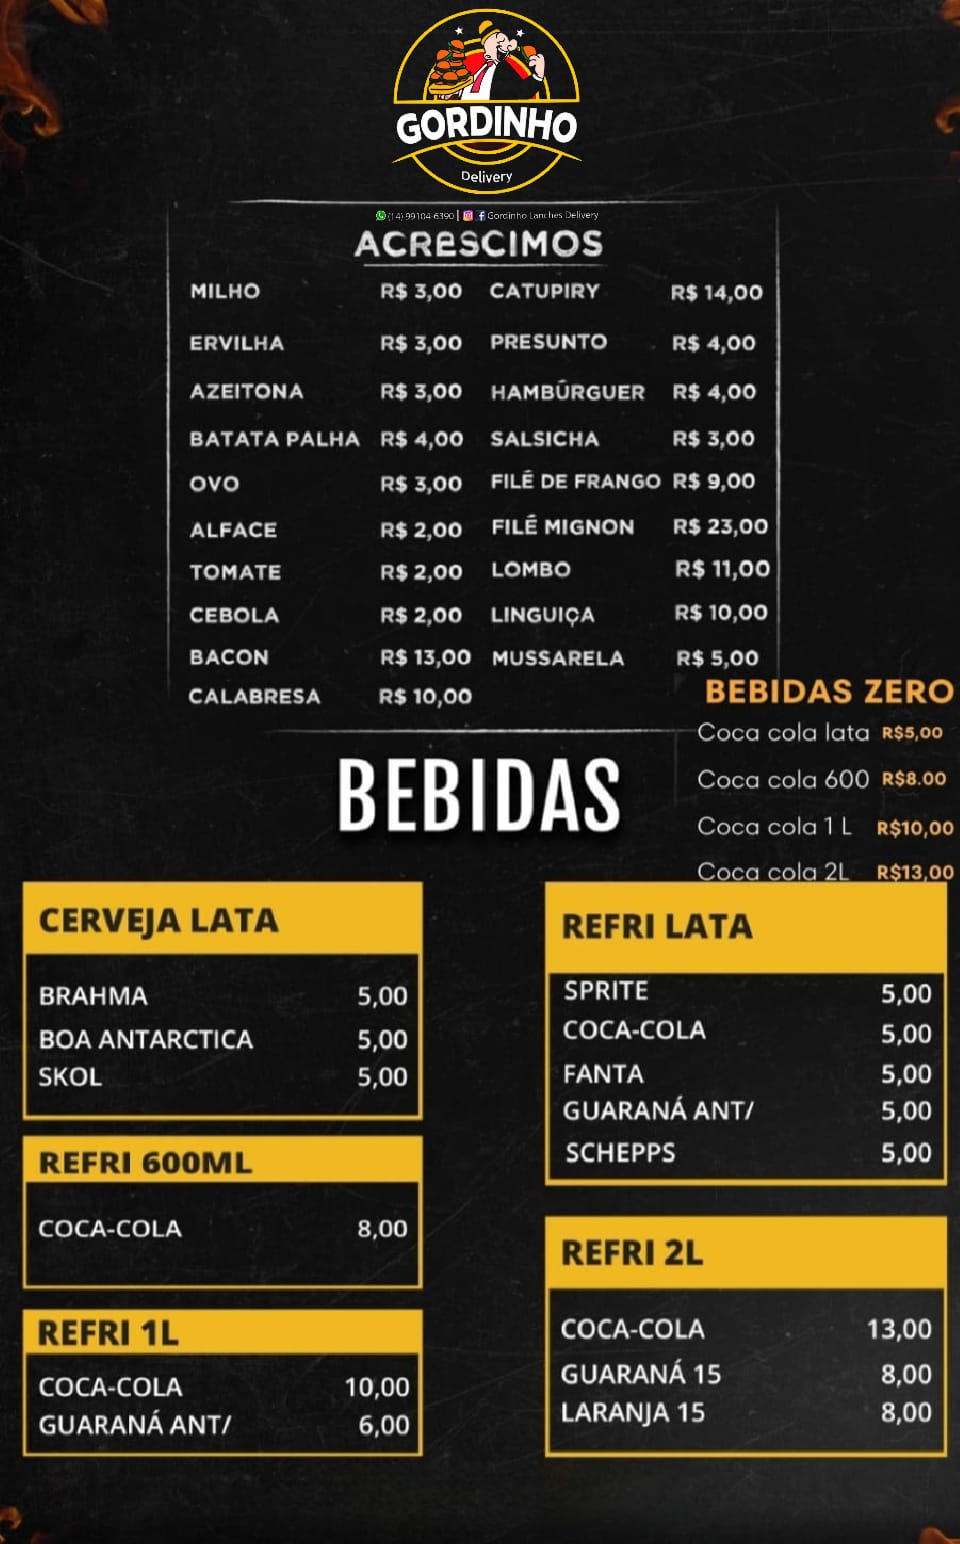 GORDINHO
Delivery
(14) 99104-6390 | Gordinho Lanches Delivery
ACRESCIMOS
MILHO R$ 3,00 CATUPIRY R$ 14,00
ERVILHA R$ 3,00 PRESUNTO R$ 4,00
AZEITONA R$ 3,00 HAMBÚRGUER R$ 4,00
BATATA PALHA R$ 4,00 SALSICHA R$ 3,00
OVO R$ 3,00 FILÉ DE FRANGO R$ 9,00
ALFACE R$ 2,00 FILÉ MIGNON R$ 23,00
TOMATE R$ 2,00 LOMBO R$ 11,00
CEBOLA R$ 2,00 LINGUIÇA R$ 10,00
BACON R$ 13,00 MUSSARELA R$ 5,00
CALABRESA R$ 10,00
BEBIDAS ZERO
Coca cola lata R$5,00
Coca cola 600 R$8.00
Coca cola 1 L R$10,00
Coca cola 2L R$13,00
BEBIDAS
CERVEJA LATA
BRAHMA 5,00
BOA ANTARCTICA 5,00
SKOL 5,00
REFRI 600ML
COCA-COLA 8,00
REFRI 1L
COCA-COLA 10,00
GUARANÁ ANT/ 6,00
REFRI LATA
SPRITE 5,00
COCA-COLA 5,00
FANTA 5,00
GUARANÁ ANT/ 5,00
SCHEPPS 5,00
REFRI 2L
COCA-COLA 13,00
GUARANÁ 15 8,00
LARANJA 15 8,00